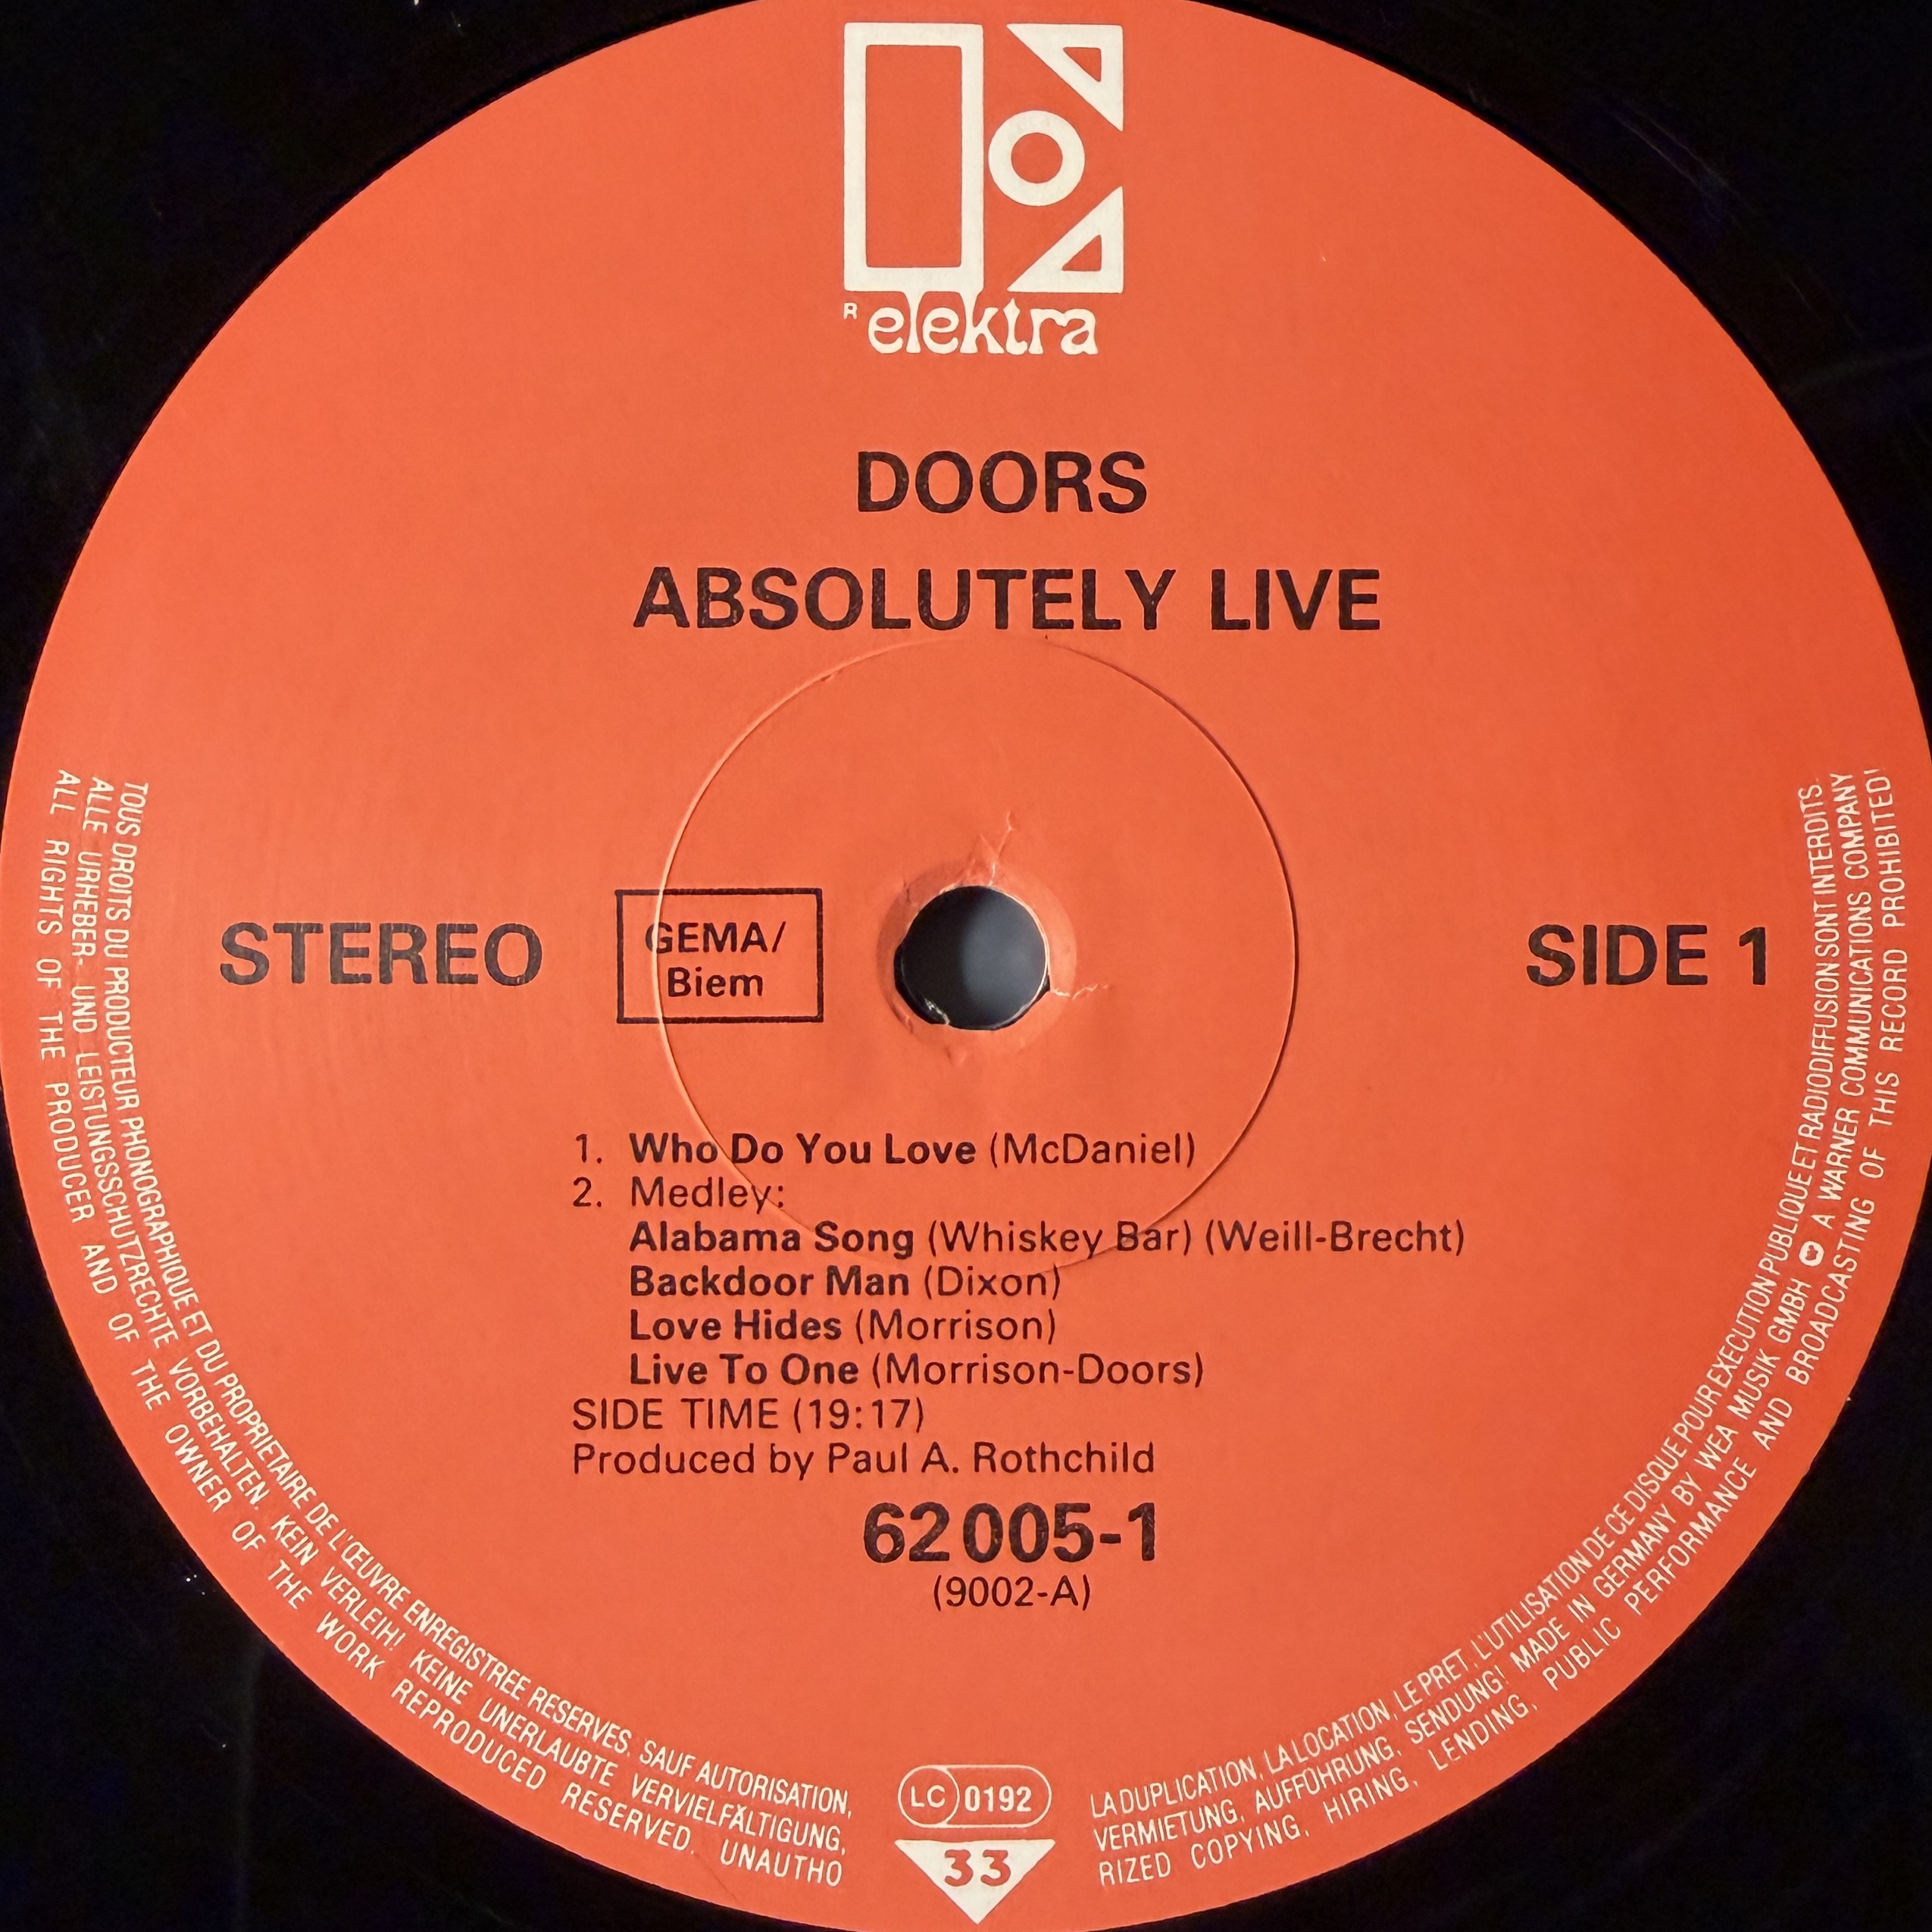 R elektra
DOORS
ABSOLUTELY LIVE
STEREO
GEMA/
Biem
SIDE 1
1. Who Do You Love (McDaniel)
2. Medley:
Alabama Song (Whiskey Bar) (Weill-Brecht)
Backdoor Man (Dixon)
Love Hides (Morrison)
Live To One (Morrison-Doors)
SIDE TIME (19:17)
Produced by Paul A. Rothchild
62005-1
(9002-A)
TOUS DROITS DU PRODUCTEUR PHONOGRAPHIQUE ET DU PROPRIETAIRE DE L'ŒUVRE ENREGISTREE RESERVES. SAUF AUTORISATION, LA DUPLICATION, LA LOCATION, LE PRET, L'UTILISATION DE CE DISQUE POUR EXECUTION PUBLIQUE ET RADIODIFFUSION SONT INTERDITS.
ALLE URHEBER- UND LEISTUNGSSCHUTZRECHTE VORBEHALTEN. KEIN VERLEIH! KEINE UNERLAUBTE VERVIELFÄLTIGUNG, VERMIETUNG, AUFFÜHRUNG, SENDUNG! MADE IN GERMANY BY WEA MUSIK GMBH A WARNER COMMUNICATIONS COMPANY
ALL RIGHTS OF THE PRODUCER AND OF THE OWNER OF THE WORK REPRODUCED RESERVED. UNAUTHORIZED COPYING, HIRING, LENDING, PUBLIC PERFORMANCE AND BROADCASTING OF THIS RECORD PROHIBITED!
LC 0192
33